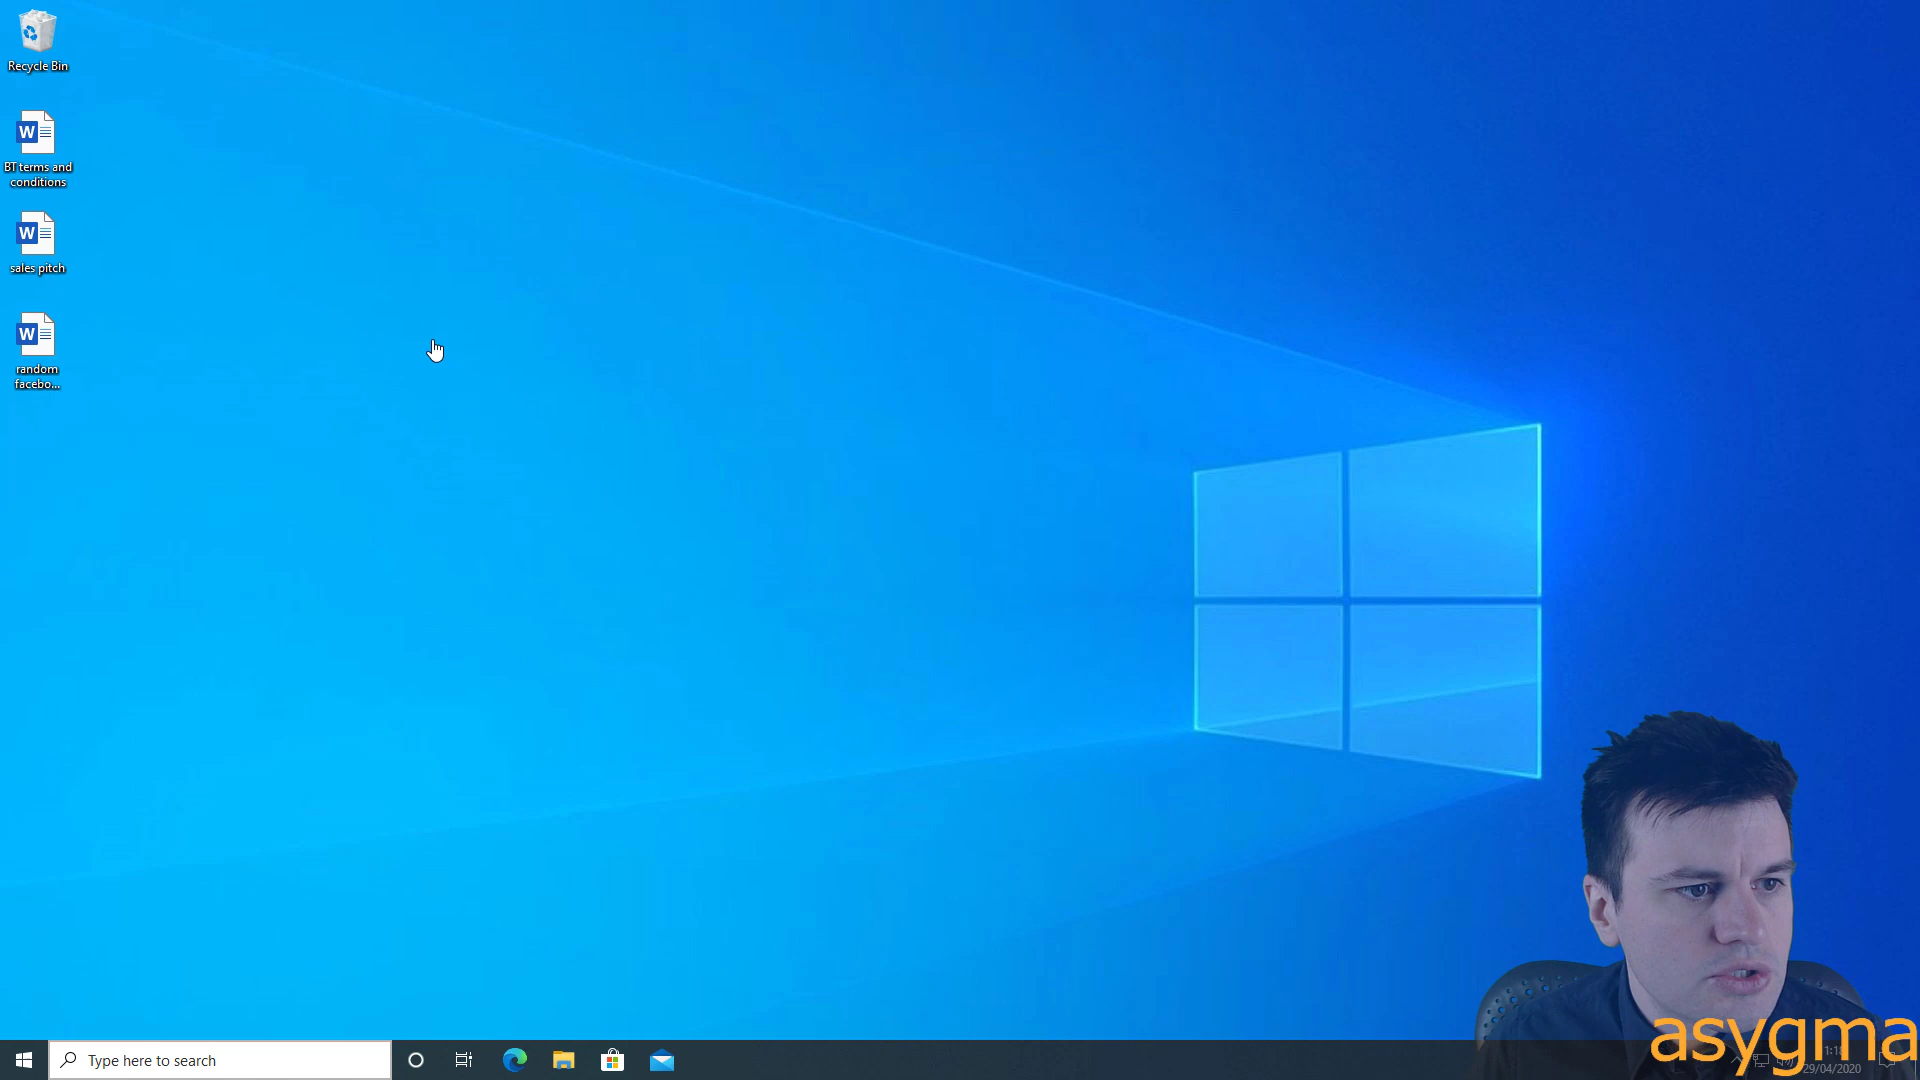 Recycle Bin
BT terms and
conditions
sales pitch
random
facebo...
Type here to search
asygma
29/04/2020